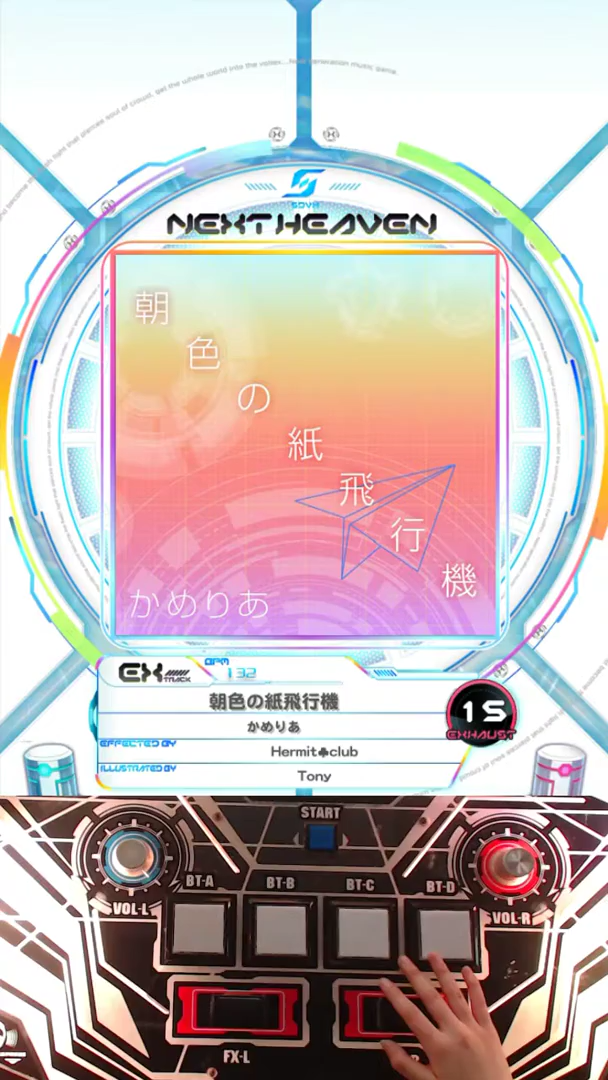 SDVX
NEXT HEAVEN
朝色の紙飛行機
かめりあ
EX TRACK
BPM
132
朝色の紙飛行機
かめりあ
15
EXHAUST
EFFECTED BY
Hermit♣club
ILLUSTRATED BY
Tony
START
BT-A
BT-B
BT-C
BT-D
VOL-L
VOL-R
FX-L